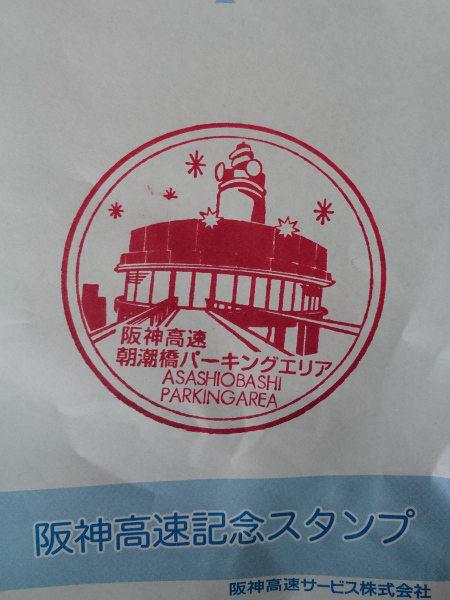 阪神高速
朝潮橋パーキングエリア
ASASHIOBASHI
PARKINGAREA
阪神高速記念スタンプ
阪神高速サービス株式会社